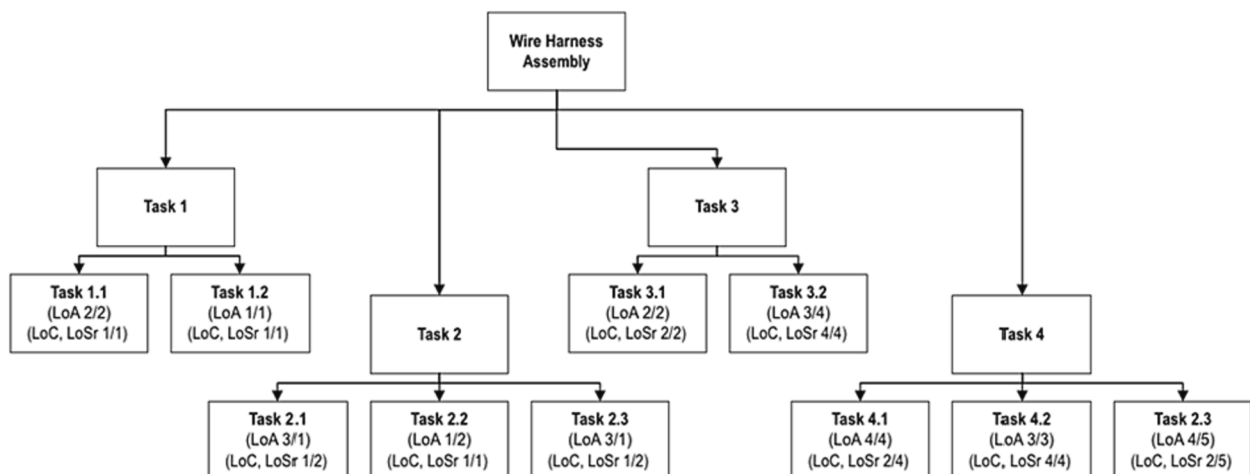 Wire Harness
Assembly
Task 1
Task 3
Task 1.1
(LoA 2/2)
(LoC, LoSr 1/1)
Task 1.2
(LoA 1/1)
(LoC, LoSr 1/1)
Task 3.1
(LoA 2/2)
(LoC, LoSr 2/2)
Task 3.2
(LoA 3/4)
(LoC, LoSr 4/4)
Task 2
Task 4
Task 2.1
(LoA 3/1)
(LoC, LoSr 1/2)
Task 2.2
(LoA 1/2)
(LoC, LoSr 1/1)
Task 2.3
(LoA 3/1)
(LoC, LoSr 1/2)
Task 4.1
(LoA 4/4)
(LoC, LoSr 2/4)
Task 4.2
(LoA 3/3)
(LoC, LoSr 4/4)
Task 2.3
(LoA 4/5)
(LoC, LoSr 2/5)